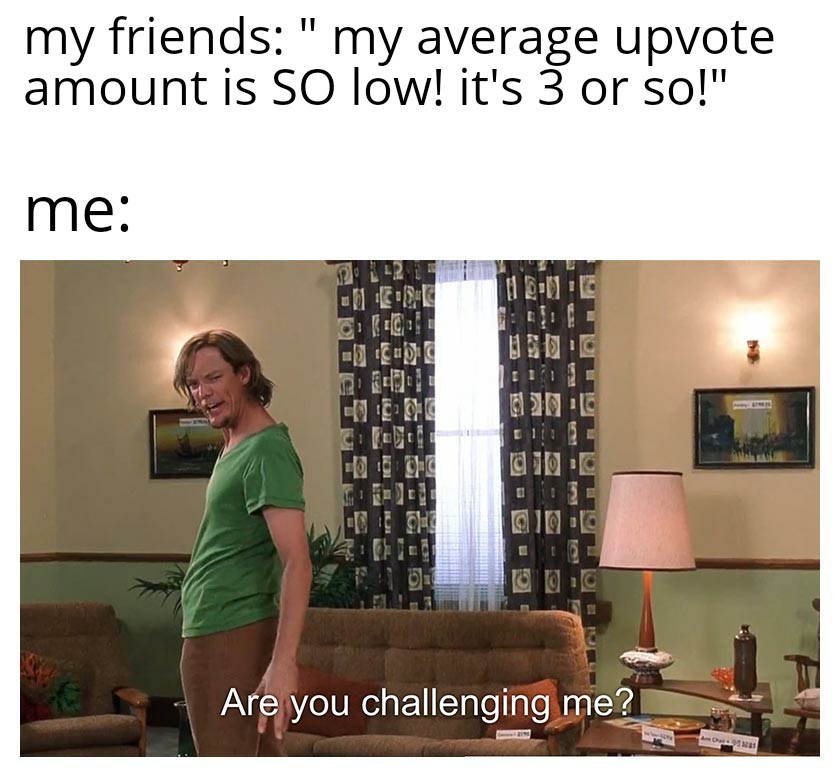 my friends: " my average upvote
amount is SO low! it's 3 or so!"
me:
Are you challenging me?